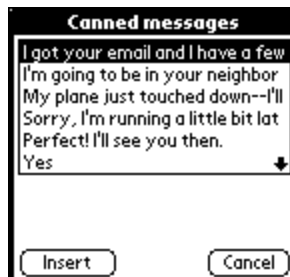 Canned messages
I got your email and I have a few
I'm going to be in your neighbor
My plane just touched down--I'll
Sorry, I'm running a little bit lat
Perfect! I'll see you then.
Yes
Insert
Cancel